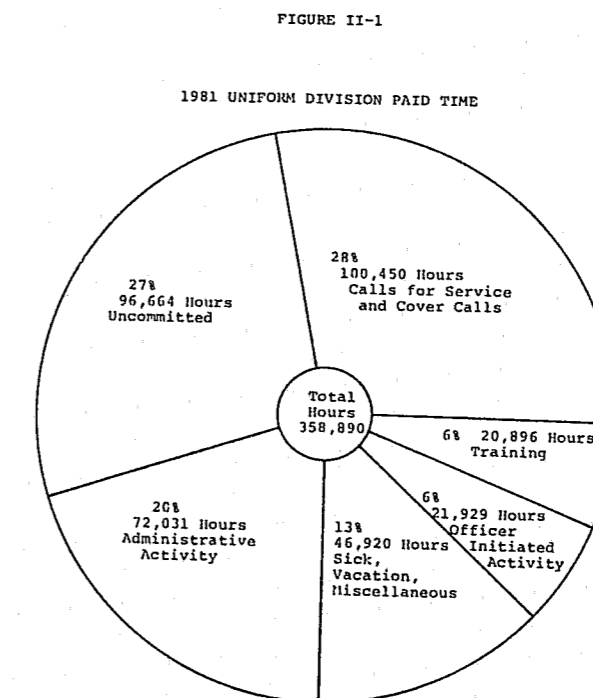 FIGURE II-1
1981 UNIFORM DIVISION PAID TIME
28%
100,450 Hours
Calls for Service
and Cover Calls
27%
96,664 Hours
Uncommitted
Total
Hours
358,890
6% 20,896 Hours
Training
6%
21,929 Hours
Officer
Initiated
Activity
20%
72,031 Hours
Administrative
Activity
13%
46,920 Hours
Sick,
Vacation,
Miscellaneous